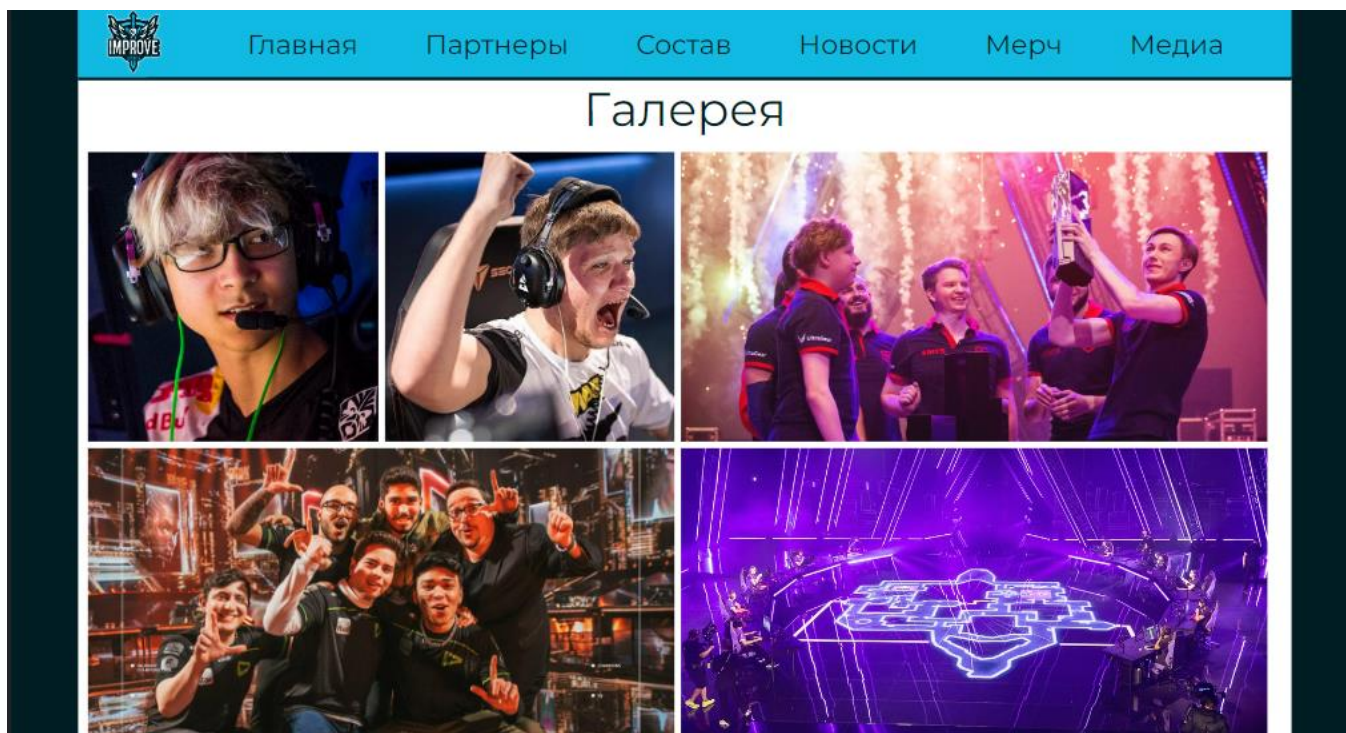 IMPROVE
Главная
Партнеры
Состав
Новости
Мерч
Медиа
Галерея